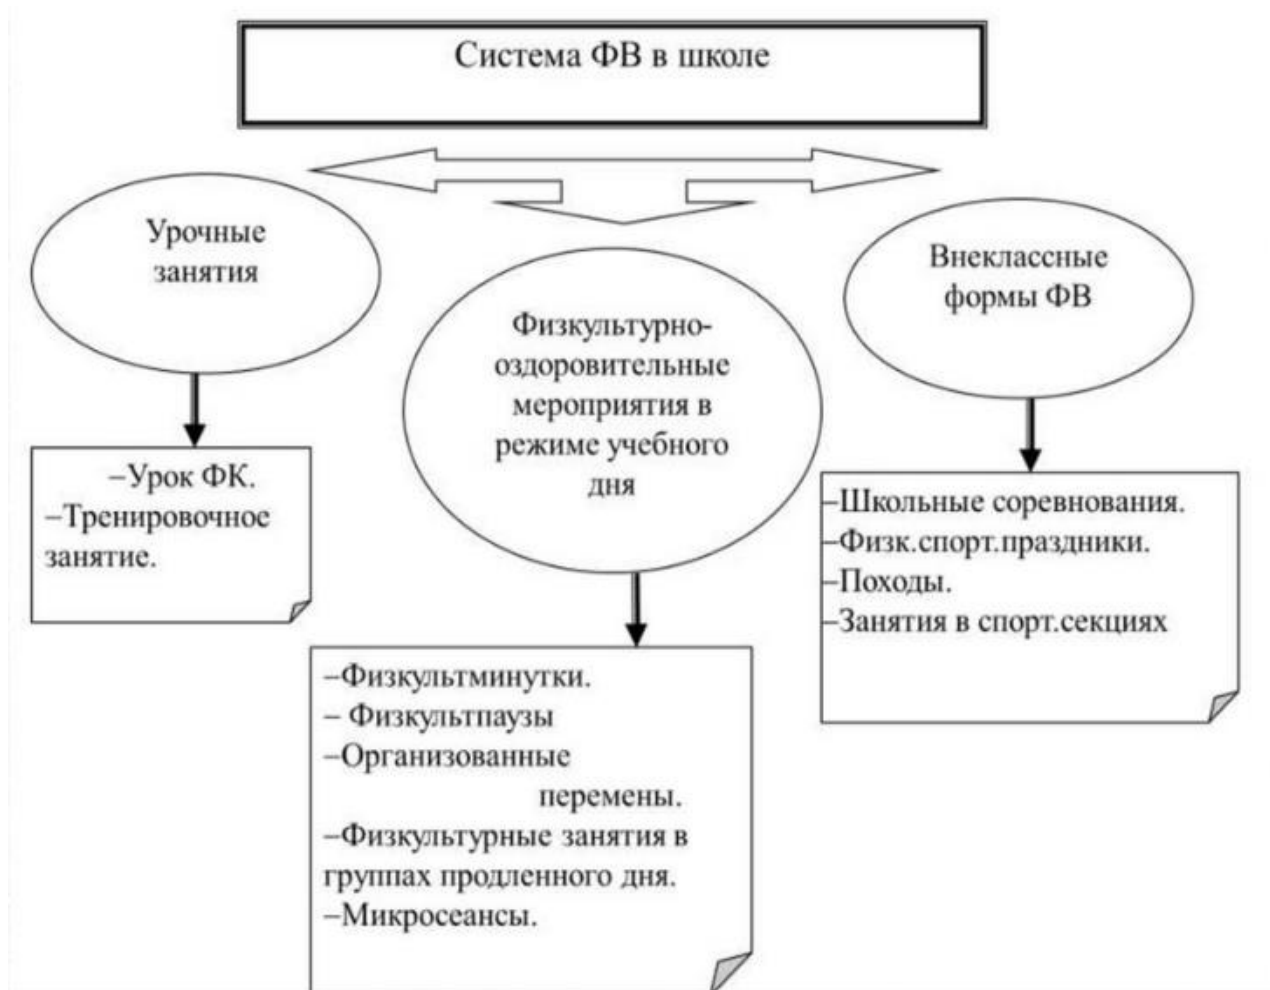 Система ФВ в школе
Урочные
занятия
Физкультурно-
оздоровительные
мероприятия в
режиме учебного
дня
Внеклассные
формы ФВ
–Урок ФК.
–Тренировочное
занятие.
–Физкультминутки.
– Физкультпаузы
–Организованные
перемены.
–Физкультурные занятия в
группах продленного дня.
–Микросеансы.
–Школьные соревнования.
–Физк.спорт.праздники.
–Походы.
–Занятия в спорт.секциях